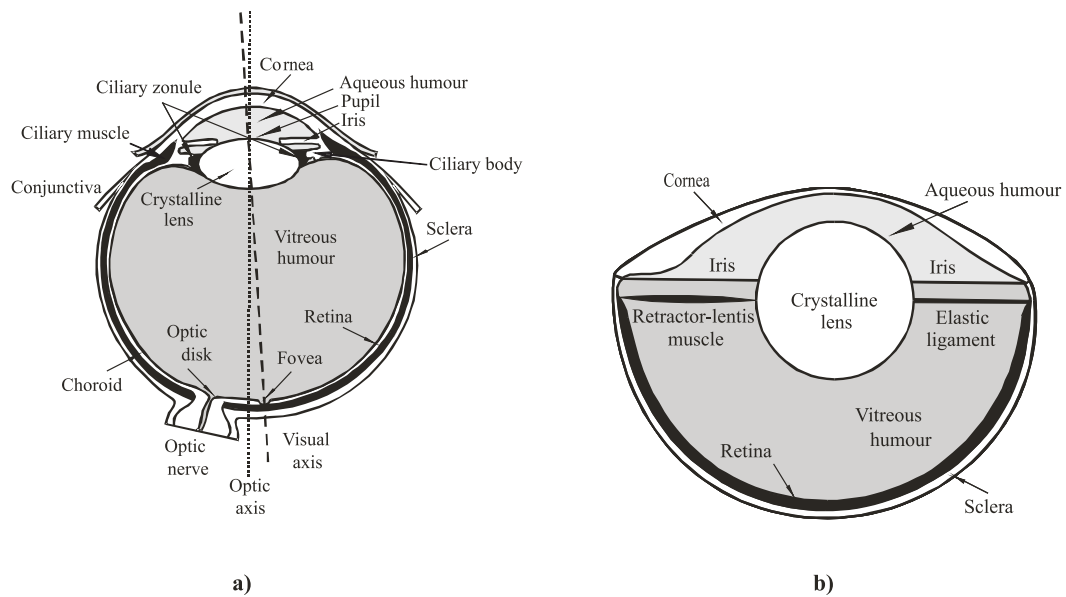 Cornea
Ciliary zonule
Aqueous humour
Pupil
Iris
Ciliary muscle
Ciliary body
Conjunctiva
Crystalline
lens
Sclera
Vitreous
humour
Retina
Optic
disk
Fovea
Choroid
Optic
nerve
Visual
axis
Optic
axis
a)
Cornea
Aqueous humour
Iris
Iris
Crystalline
lens
Retractor-lentis
muscle
Elastic
ligament
Vitreous
humour
Retina
Sclera
b)